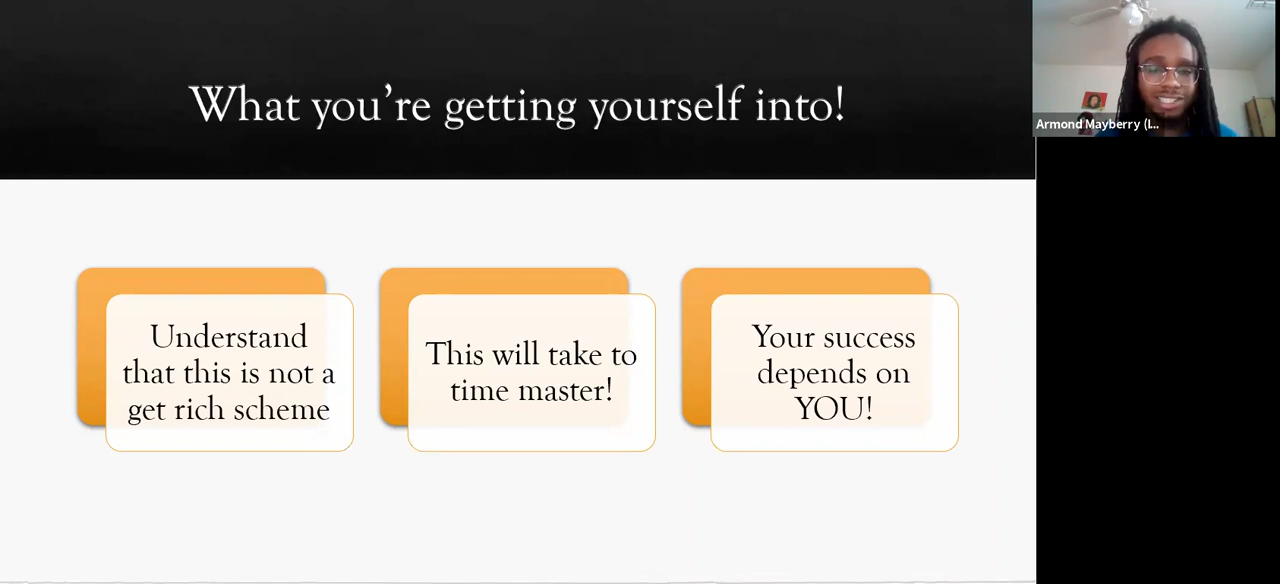 What you're getting yourself into!
Understand
that this is not a
get rich scheme
This will take to
time master!
Your success
depends on
YOU!
Armond Mayberry (I...